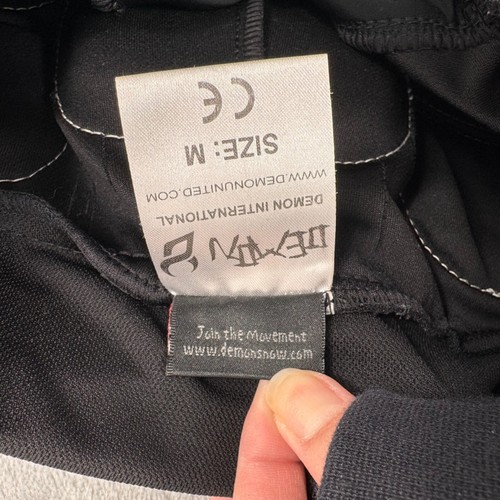 DEMON
DEMON INTERNATIONAL
WWW.DEMONUNITED.COM
SIZE: M
CE
Join the Movement
www.demonsnow.com